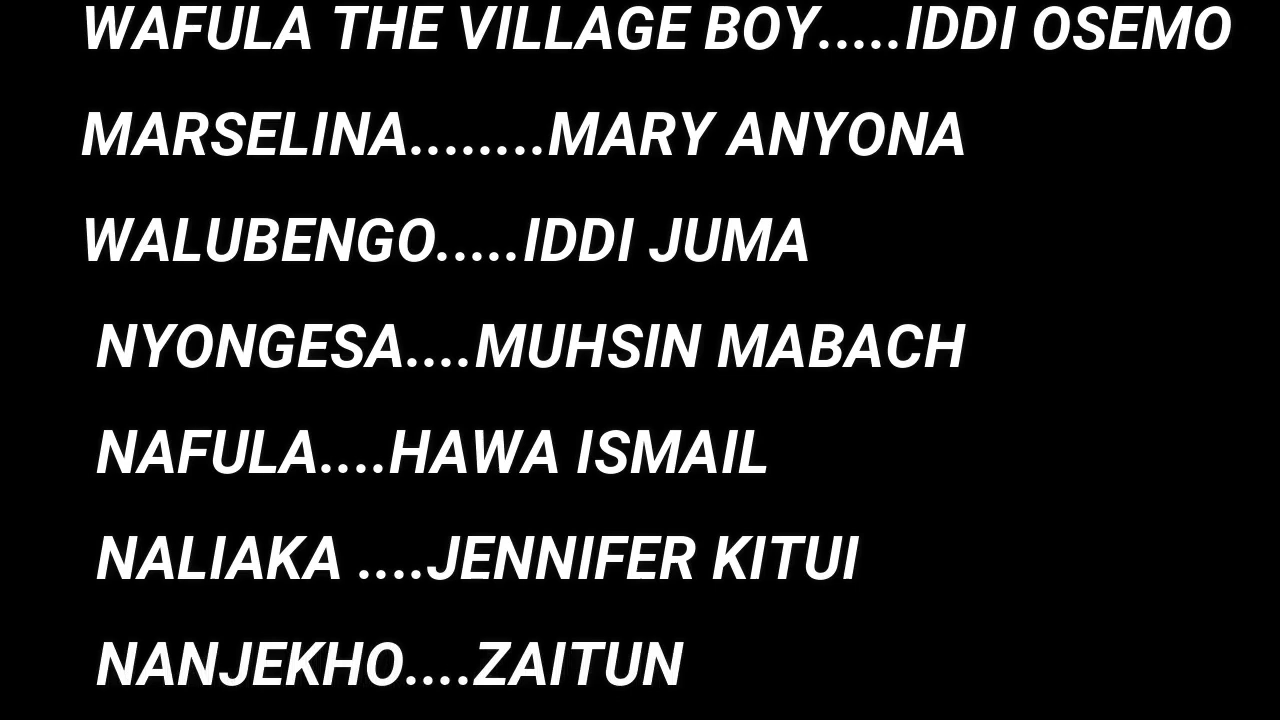 WAFULA THE VILLAGE BOY.....IDDI OSEMO
MARSELINA........MARY ANYONA
WALUBENGO.....IDDI JUMA
NYONGESA....MUHSIN MABACH
NAFULA....HAWA ISMAIL
NALIAKA ....JENNIFER KITUI
NANJEKHO....ZAITUN